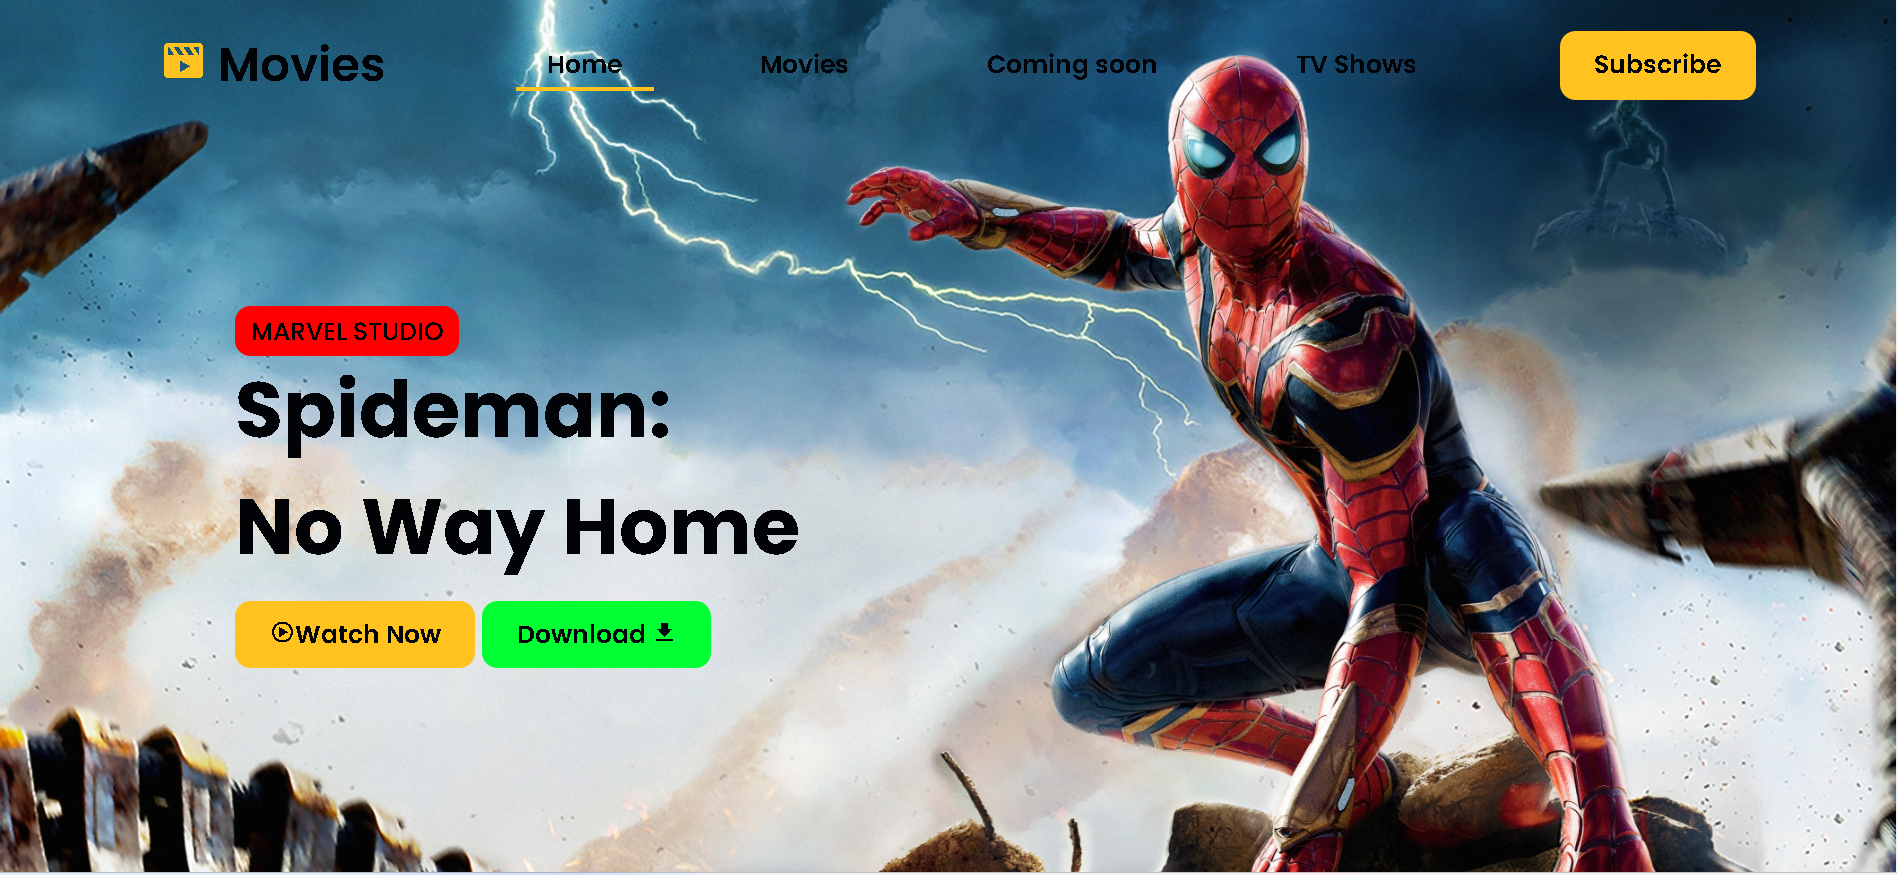 Movies
Home
Movies
Coming soon
TV Shows
Subscribe
MARVEL STUDIO
Spideman:
No Way Home
Watch Now
Download